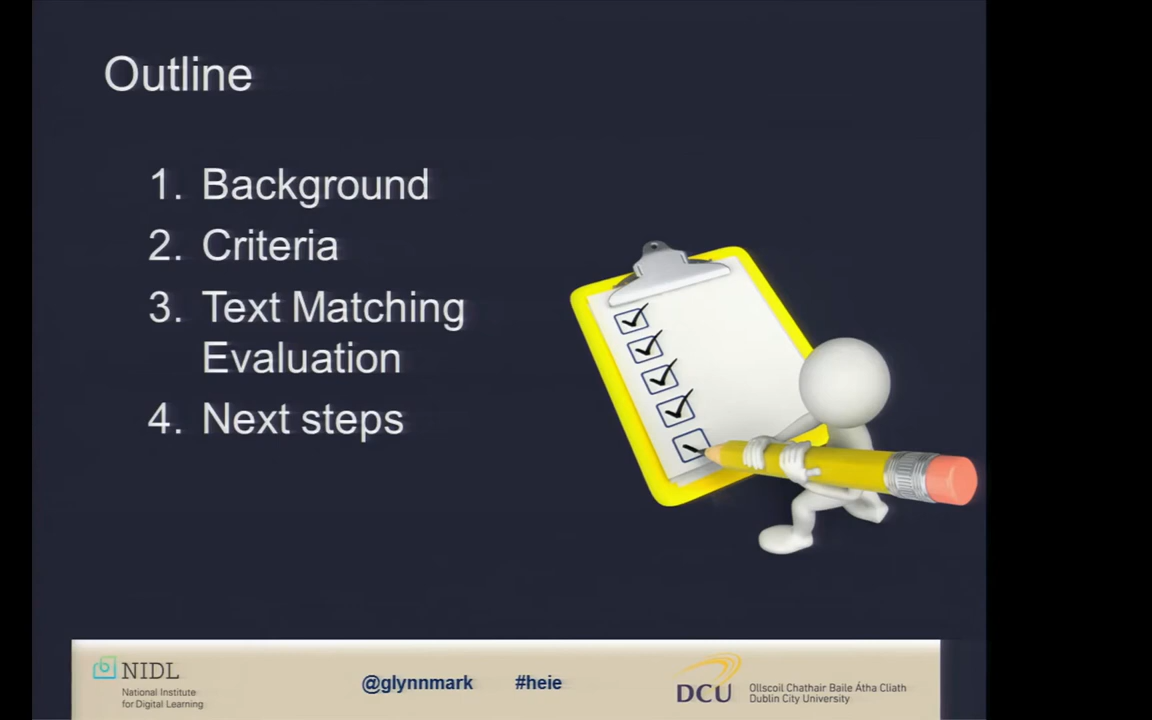 Outline
1. Background
2. Criteria
3. Text Matching
Evaluation
4. Next steps
NIDL
National Institute
for Digital Learning
@glynnmark #heie
DCU
Ollscoil Chathair Baile Átha Cliath
Dublin City University